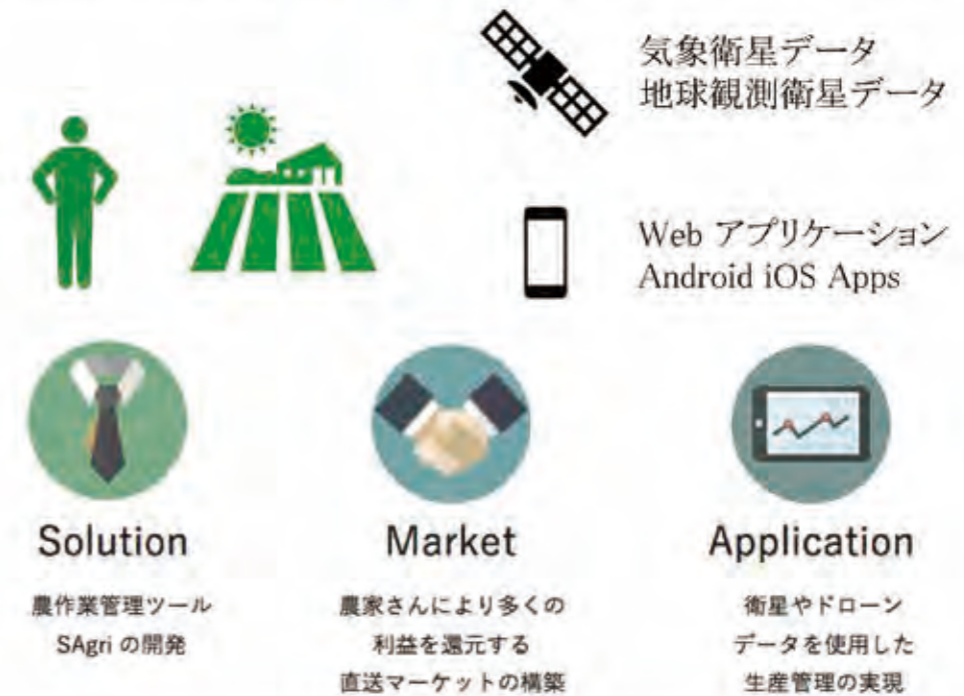 気象衛星データ
地球観測衛星データ
Web アプリケーション
Android iOS Apps
Solution
農作業管理ツール
SAgri の開発
Market
農家さんにより多くの
利益を還元する
直送マーケットの構築
Application
衛星やドローン
データを使用した
生産管理の実現